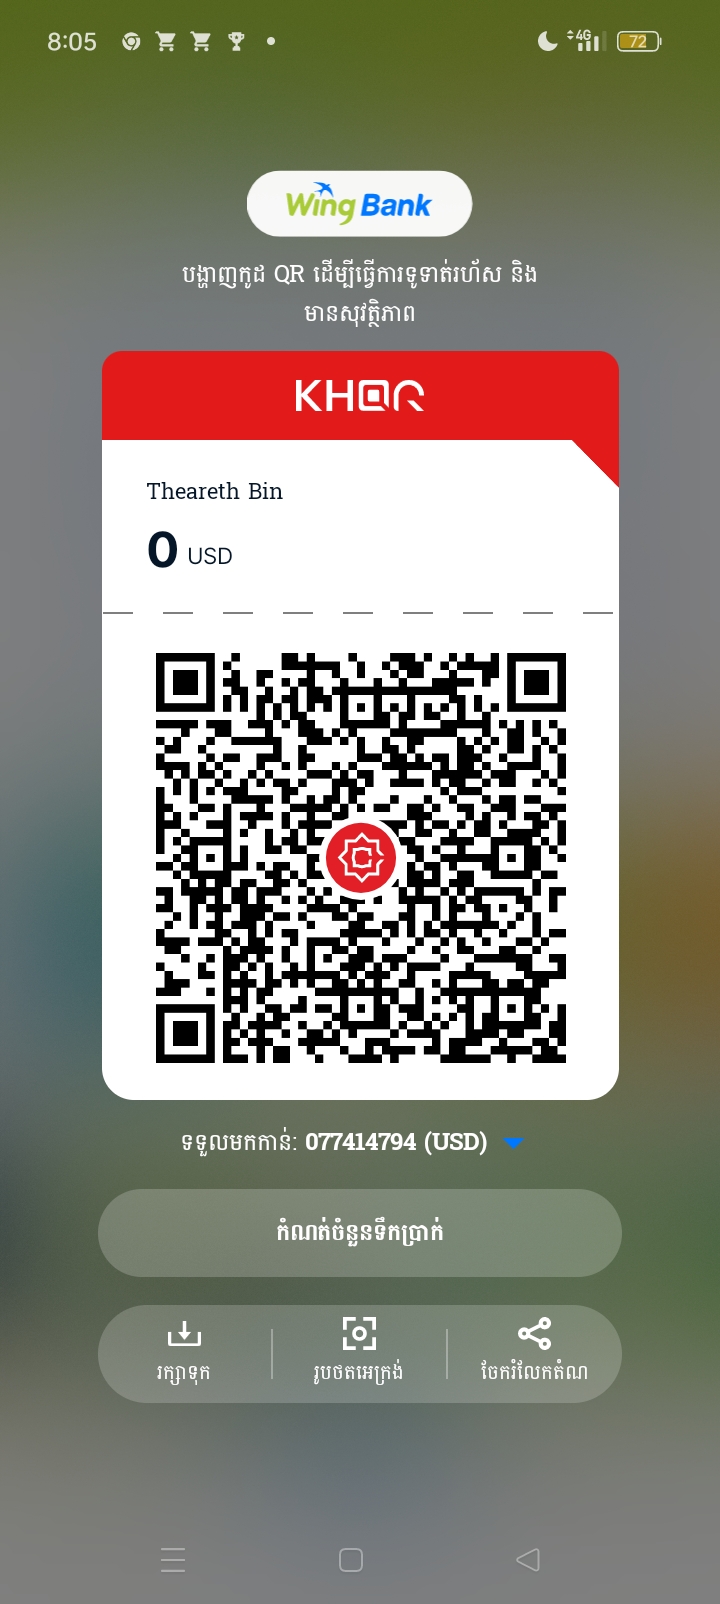 8:05
4G
72
Wing Bank
បង្ហាញកូដ QR ដើម្បីធ្វើការទូទាត់រហ័ស និង
មានសុវត្ថិភាព
KHQR
Theareth Bin
0 USD
ទទួលមកកាន់: 077414794 (USD)
កំណត់ចំនួនទឹកប្រាក់
រក្សាទុក
រូបថតអេក្រង់
ចែករំលែកតំណ